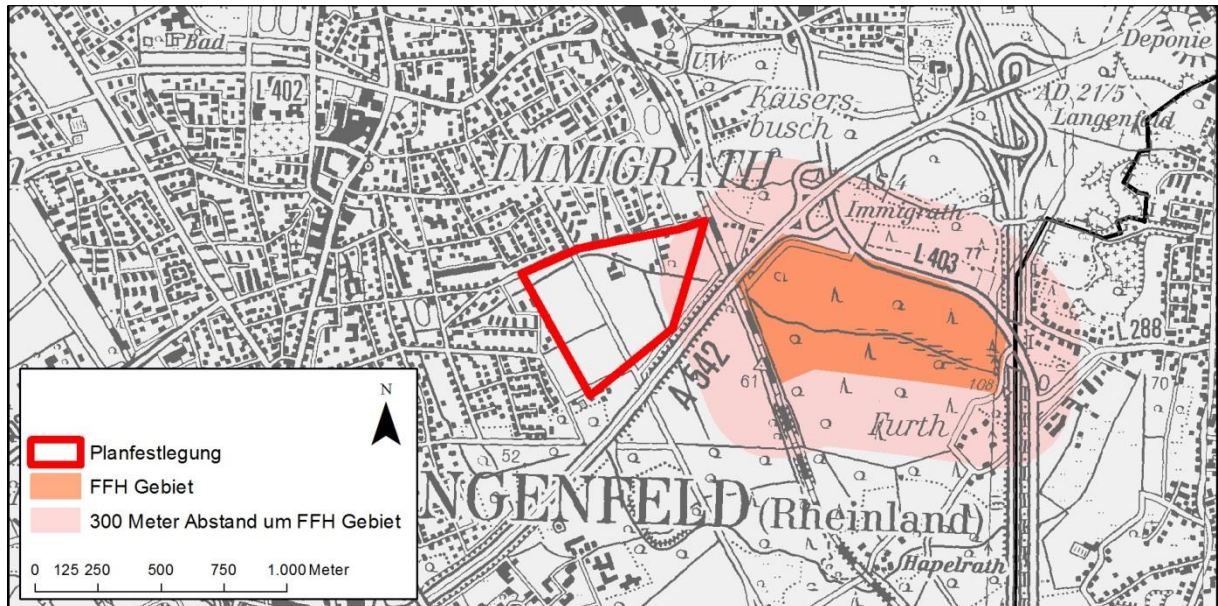 Bad
L 402
UW
Kaisers-
busch
Deponie
AD. 21/5
Langenfeld
IMMIGRATH
AS/4
Immigrath
77
L 403
L 288
A 542
61
108
70
Furth
52
NGENFELD (Rheinland)
Hapelrath
N
Planfestlegung
FFH Gebiet
300 Meter Abstand um FFH Gebiet
0 125 250 500 750 1.000 Meter